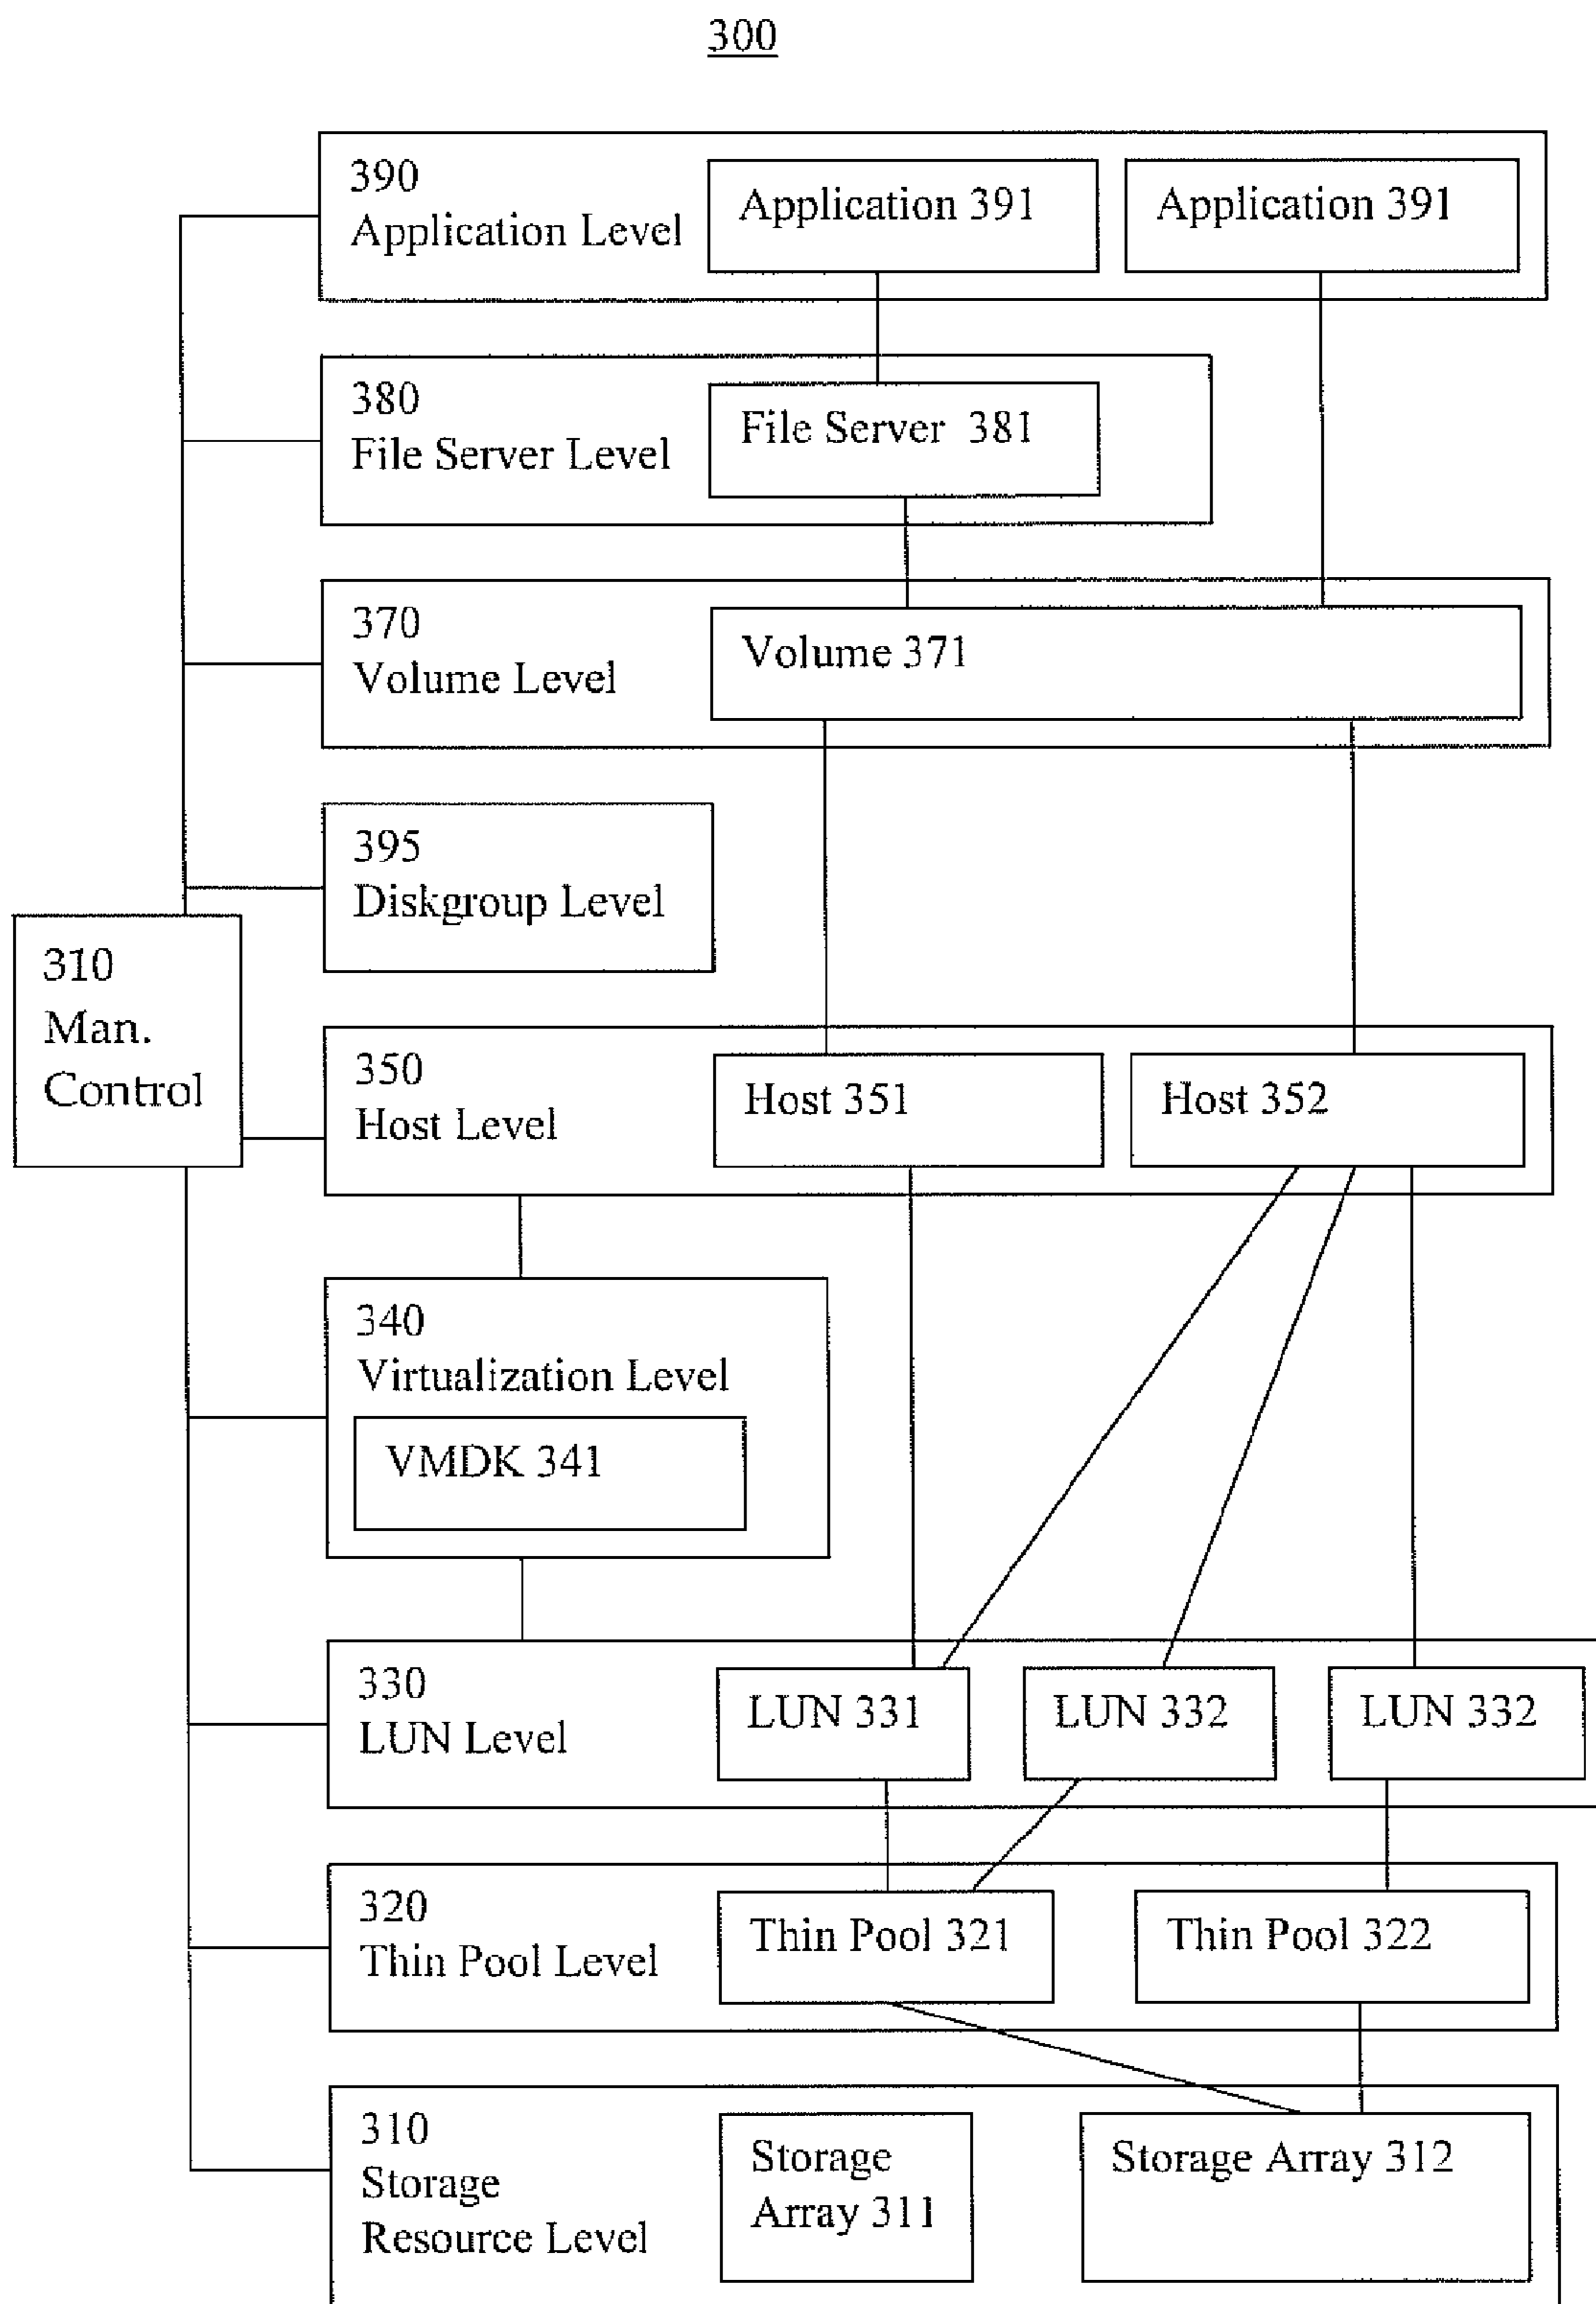 300
390
Application Level
Application 391
Application 391
380
File Server Level
File Server 381
370
Volume Level
Volume 371
395
Diskgroup Level
310
Man.
Control
350
Host Level
Host 351
Host 352
340
Virtualization Level
VMDK 341
330
LUN Level
LUN 331
LUN 332
LUN 332
320
Thin Pool Level
Thin Pool 321
Thin Pool 322
310
Storage
Resource Level
Storage
Array 311
Storage Array 312